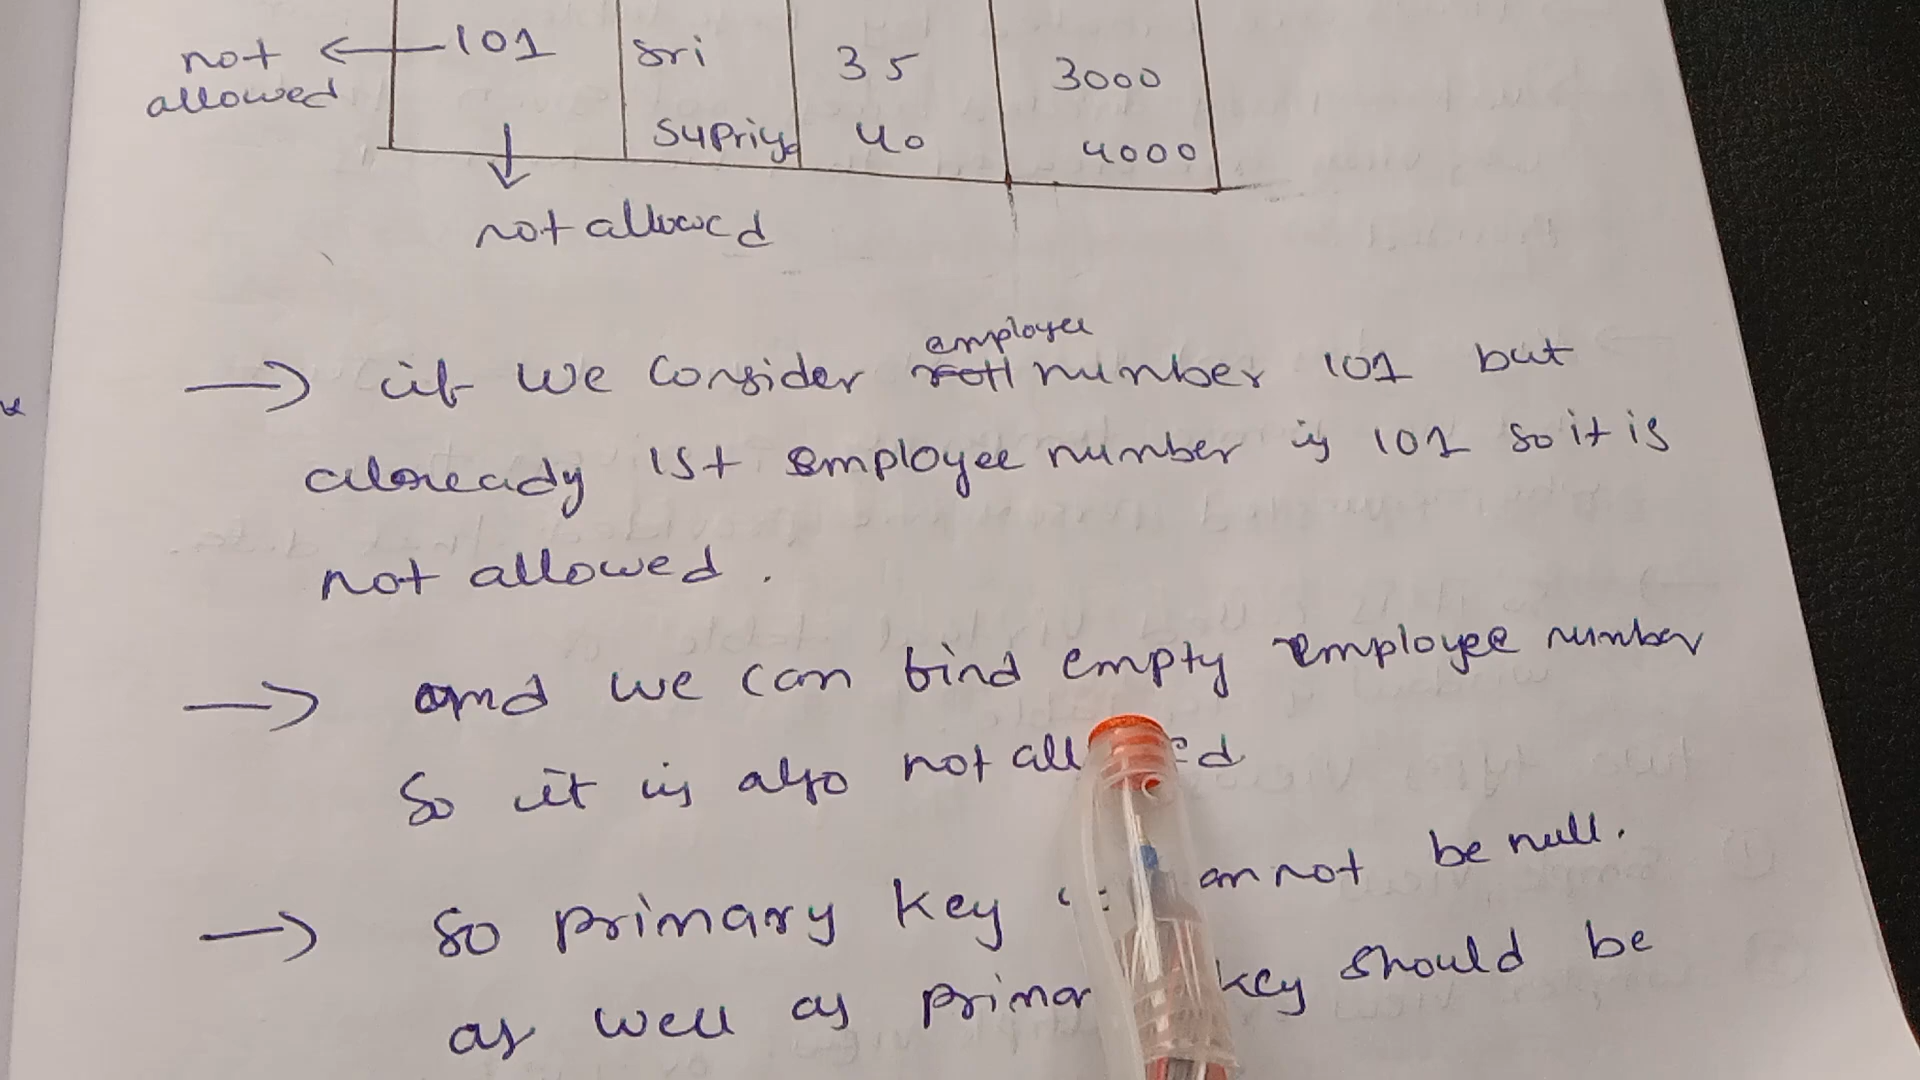 not ← 101 Sri 35 3000
allowed
Supriya 40 4000
not allowed
employee
→ if we consider roll number 101 but
already 1st employee number is 101 so it is
not allowed.
→ and we can find empty employee number
So it is also not all ed
→ So primary key annot be null.
as well as primar key should be